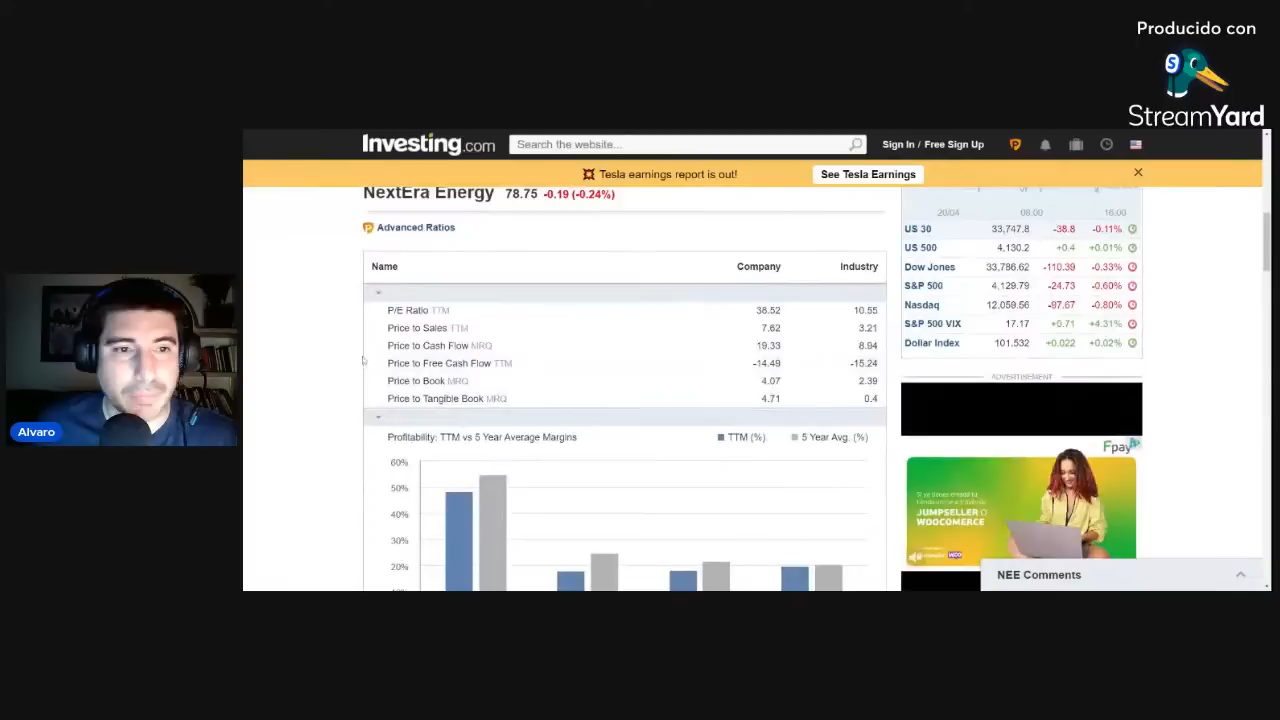 Producido con
S
StreamYard
Investing.com
Search the website...
Sign In / Free Sign Up
Tesla earnings report is out!
See Tesla Earnings
NextEra Energy 78.75 -0.19 (-0.24%)
Advanced Ratios
Name Company Industry
P/E Ratio TTM 38.52 10.55
Price to Sales TTM 7.62 3.21
Price to Cash Flow MRQ 19.33 8.94
Price to Free Cash Flow TTM -14.49 -15.24
Price to Book MRQ 4.07 2.39
Price to Tangible Book MRQ 4.71 0.4
Profitability: TTM vs 5 Year Average Margins TTM (%) 5 Year Avg. (%)
60%
50%
40%
30%
20%
20/04 08:00 16:00
US 30 33,747.8 -38.8 -0.11%
US 500 4,130.2 +0.4 +0.01%
Dow Jones 33,786.62 -110.39 -0.33%
S&P 500 4,129.79 -24.73 -0.60%
Nasdaq 12,059.56 -97.67 -0.80%
S&P 500 VIX 17.17 +0.71 +4.31%
Dollar Index 101.532 +0.022 +0.02%
ADVERTISEMENT
Fpay
JUMPSELLER O
WOOCOMERCE
WOO
NEE Comments
Alvaro